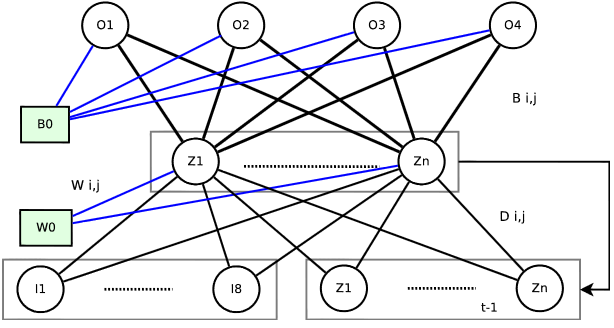 O1 O2 O3 O4
B i,j
B0
Z1 Zn
W i,j
D i,j
W0
I1 I8 Z1 Zn
t-1